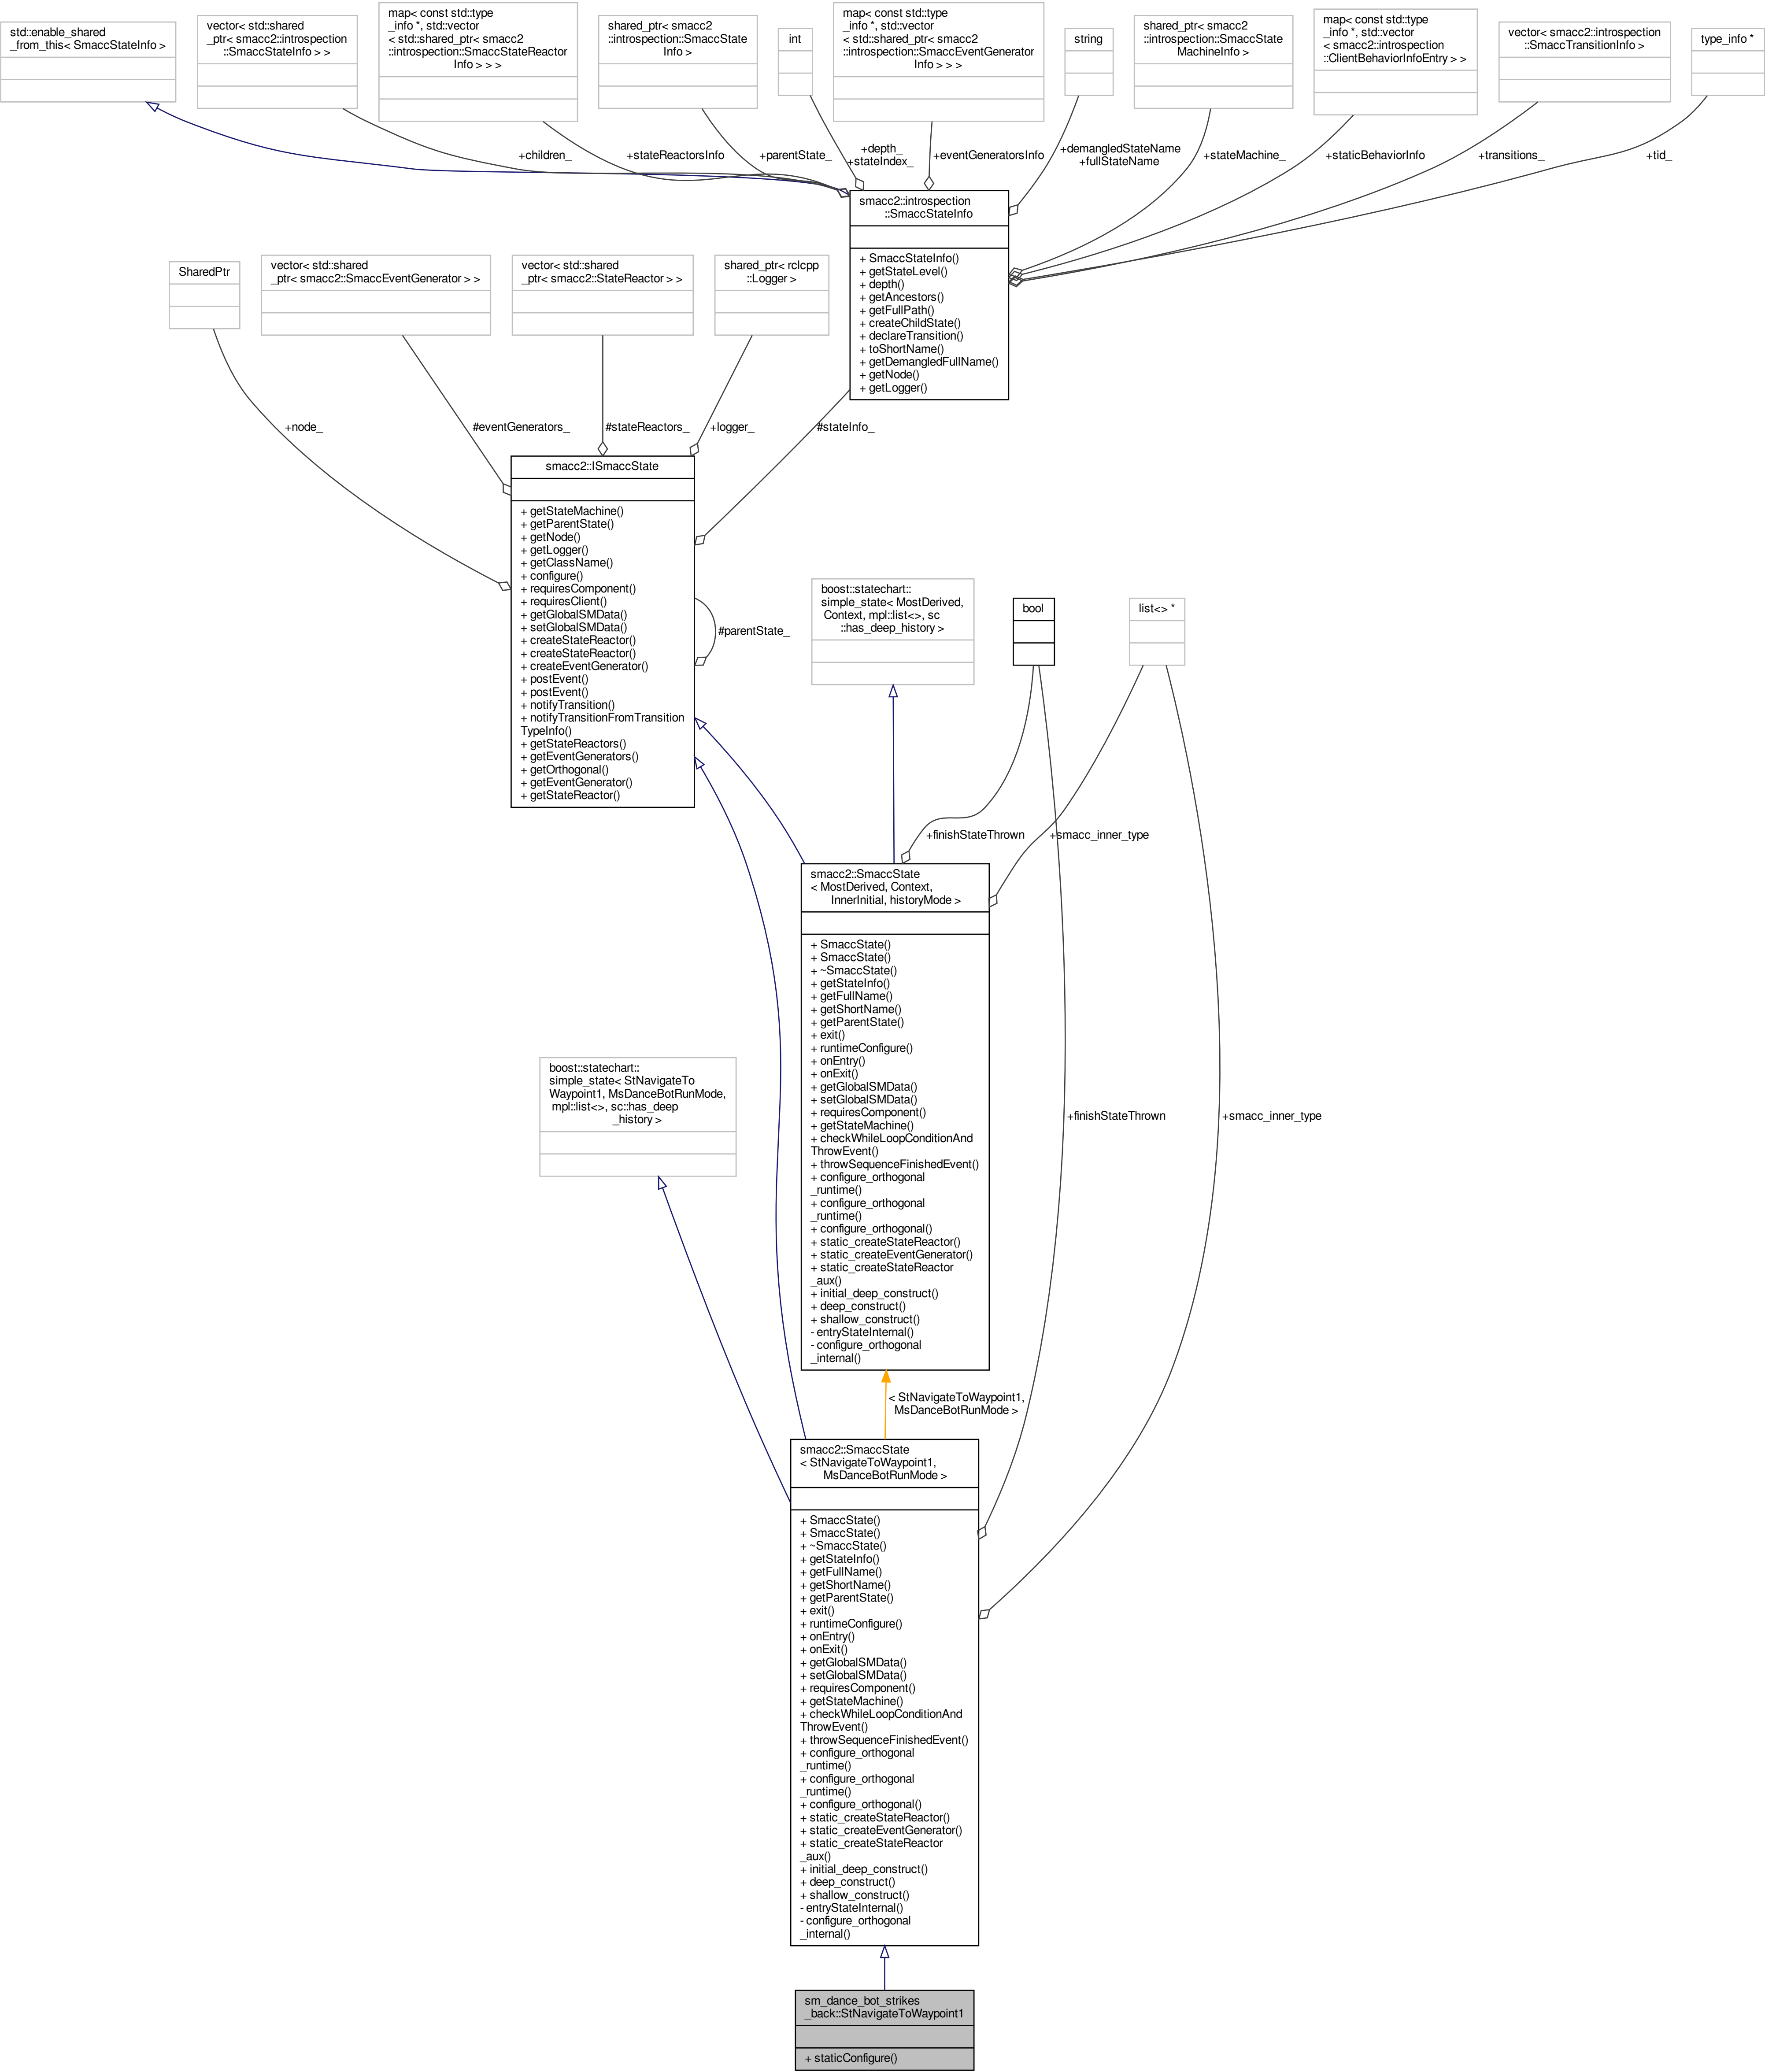 std::enable_shared
_from_this< SmaccStateInfo >
vector< std::shared
_ptr< smacc2::introspection
::SmaccStateInfo > >
map< const std::type
_info *, std::vector
< std::shared_ptr< smacc2
::introspection::SmaccStateReactor
Info > > >
shared_ptr< smacc2
::introspection::SmaccState
Info >
int
map< const std::type
_info *, std::vector
< std::shared_ptr< smacc2
::introspection::SmaccEventGenerator
Info > > >
string
shared_ptr< smacc2
::introspection::SmaccState
MachineInfo >
map< const std::type
_info *, std::vector
< smacc2::introspection
::ClientBehaviorInfoEntry > >
vector< smacc2::introspection
::SmaccTransitionInfo >
type_info *
+children_
+stateReactorsInfo
+parentState_
+depth_
+stateIndex_
+eventGeneratorsInfo
+demangledStateName
+fullStateName
+stateMachine_
+staticBehaviorInfo
+transitions_
+tid_
smacc2::introspection
::SmaccStateInfo
+ SmaccStateInfo()
+ getStateLevel()
+ depth()
+ getAncestors()
+ getFullPath()
+ createChildState()
+ declareTransition()
+ toShortName()
+ getDemangledFullName()
+ getNode()
+ getLogger()
SharedPtr
vector< std::shared
_ptr< smacc2::SmaccEventGenerator > >
vector< std::shared
_ptr< smacc2::StateReactor > >
shared_ptr< rclcpp
::Logger >
+node_
#eventGenerators_
#stateReactors_
+logger_
#stateInfo_
smacc2::ISmaccState
+ getStateMachine()
+ getParentState()
+ getNode()
+ getLogger()
+ getClassName()
+ configure()
+ requiresComponent()
+ requiresClient()
+ getGlobalSMData()
+ setGlobalSMData()
+ createStateReactor()
+ createStateReactor()
+ createEventGenerator()
+ postEvent()
+ postEvent()
+ notifyTransition()
+ notifyTransitionFromTransition
TypeInfo()
+ getStateReactors()
+ getEventGenerators()
+ getOrthogonal()
+ getEventGenerator()
+ getStateReactor()
#parentState_
boost::statechart::
simple_state< MostDerived,
Context, mpl::list<>, sc
::has_deep_history >
bool
list<> *
+finishStateThrown
+smacc_inner_type
smacc2::SmaccState
< MostDerived, Context,
InnerInitial, historyMode >
+ SmaccState()
+ SmaccState()
+ ~SmaccState()
+ getStateInfo()
+ getFullName()
+ getShortName()
+ getParentState()
+ exit()
+ runtimeConfigure()
+ onEntry()
+ onExit()
+ getGlobalSMData()
+ setGlobalSMData()
+ requiresComponent()
+ getStateMachine()
+ checkWhileLoopConditionAnd
ThrowEvent()
+ throwSequenceFinishedEvent()
+ configure_orthogonal
_runtime()
+ configure_orthogonal
_runtime()
+ configure_orthogonal()
+ static_createStateReactor()
+ static_createEventGenerator()
+ static_createStateReactor
_aux()
+ initial_deep_construct()
+ deep_construct()
+ shallow_construct()
- entryStateInternal()
- configure_orthogonal
_internal()
boost::statechart::
simple_state< StNavigateTo
Waypoint1, MsDanceBotRunMode,
mpl::list<>, sc::has_deep
_history >
+finishStateThrown
+smacc_inner_type
< StNavigateToWaypoint1,
MsDanceBotRunMode >
smacc2::SmaccState
< StNavigateToWaypoint1,
MsDanceBotRunMode >
+ SmaccState()
+ SmaccState()
+ ~SmaccState()
+ getStateInfo()
+ getFullName()
+ getShortName()
+ getParentState()
+ exit()
+ runtimeConfigure()
+ onEntry()
+ onExit()
+ getGlobalSMData()
+ setGlobalSMData()
+ requiresComponent()
+ getStateMachine()
+ checkWhileLoopConditionAnd
ThrowEvent()
+ throwSequenceFinishedEvent()
+ configure_orthogonal
_runtime()
+ configure_orthogonal
_runtime()
+ configure_orthogonal()
+ static_createStateReactor()
+ static_createEventGenerator()
+ static_createStateReactor
_aux()
+ initial_deep_construct()
+ deep_construct()
+ shallow_construct()
- entryStateInternal()
- configure_orthogonal
_internal()
sm_dance_bot_strikes
_back::StNavigateToWaypoint1
+ staticConfigure()